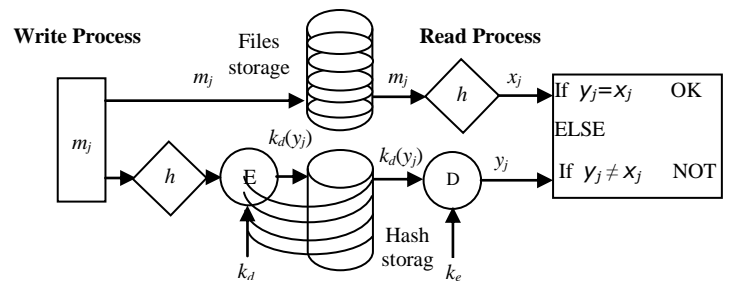 Write Process
Files storage
Read Process
m_j
m_j
x_j
m_j
h
If y_j=x_j OK
ELSE
If y_j ≠ x_j NOT
h
E
k_d(y_j)
k_d(y_j)
D
y_j
Hash
storag
k_d
k_e